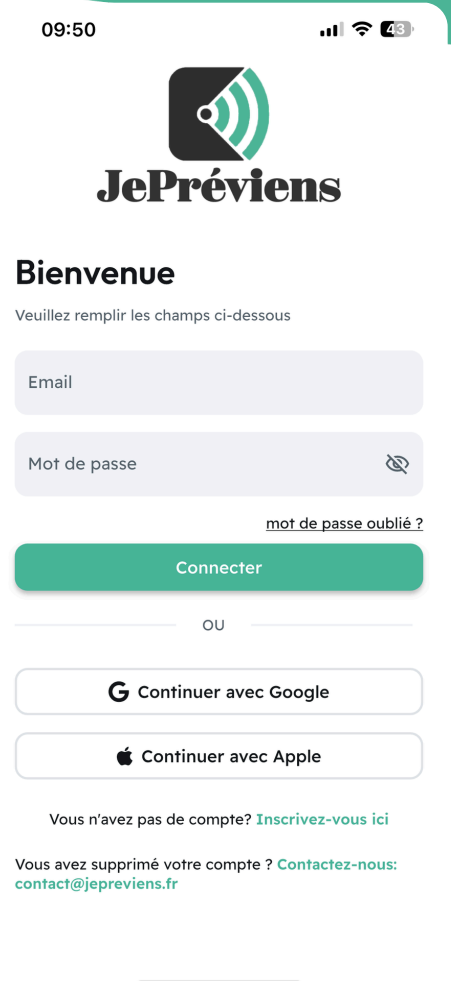 09:50
43
JePréviens
Bienvenue
Veuillez remplir les champs ci-dessous
Email
Mot de passe
mot de passe oublié ?
Connecter
OU
Continuer avec Google
Continuer avec Apple
Vous n'avez pas de compte? Inscrivez-vous ici
Vous avez supprimé votre compte ? Contactez-nous:
contact@jepreviens.fr